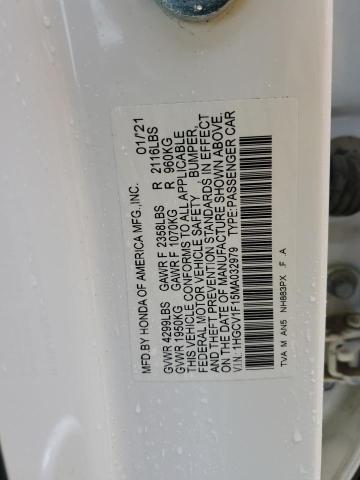 MFD.BY HONDA OF AMERICA MFG.,INC. 01/'21
GVWR 4299LBS GAWR F 2358LBS R 2116LBS
GVWR 1950KG GAWR F 1070KG R 960KG
THIS VEHICLE CONFORMS TO ALL APPLICABLE
FEDERAL MOTOR VEHICLE SAFETY, BUMPER,
AND THEFT PREVENTION STANDARDS IN EFFECT
ON THE DATE OF MANUFACTURE SHOWN ABOVE.
V.I.N:1HGCV1F15MA032979 TYPE:PASSENGER CAR
TVA M AN5 NH883PX .F .A